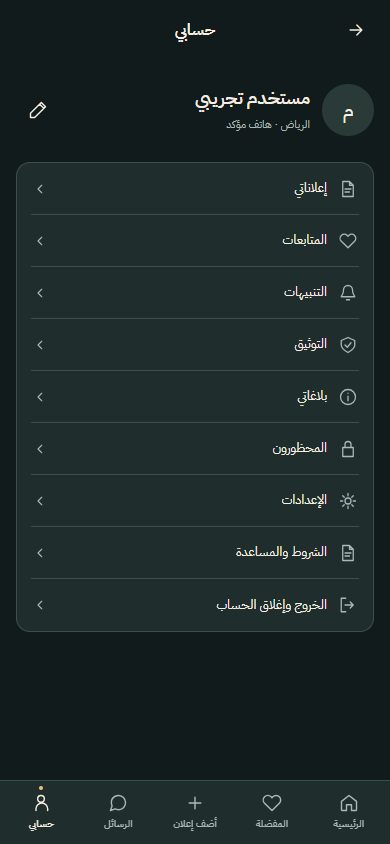 حسابي
م
مستخدم تجريبي
الرياض · هاتف مؤكد
إعلاناتي
المتابعات
التنبيهات
التوثيق
بلاغاتي
المحظورون
الإعدادات
الشروط والمساعدة
الخروج وإغلاق الحساب
الرئيسية
المفضلة
أضف إعلان
الرسائل
حسابي